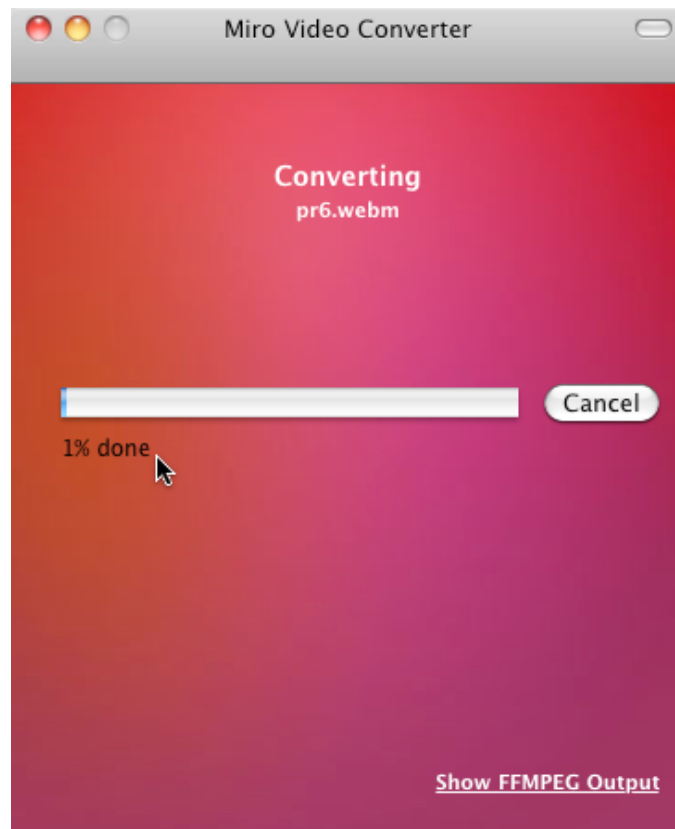 Miro Video Converter
Converting
pr6.webm
Cancel
1% done
Show FFMPEG Output